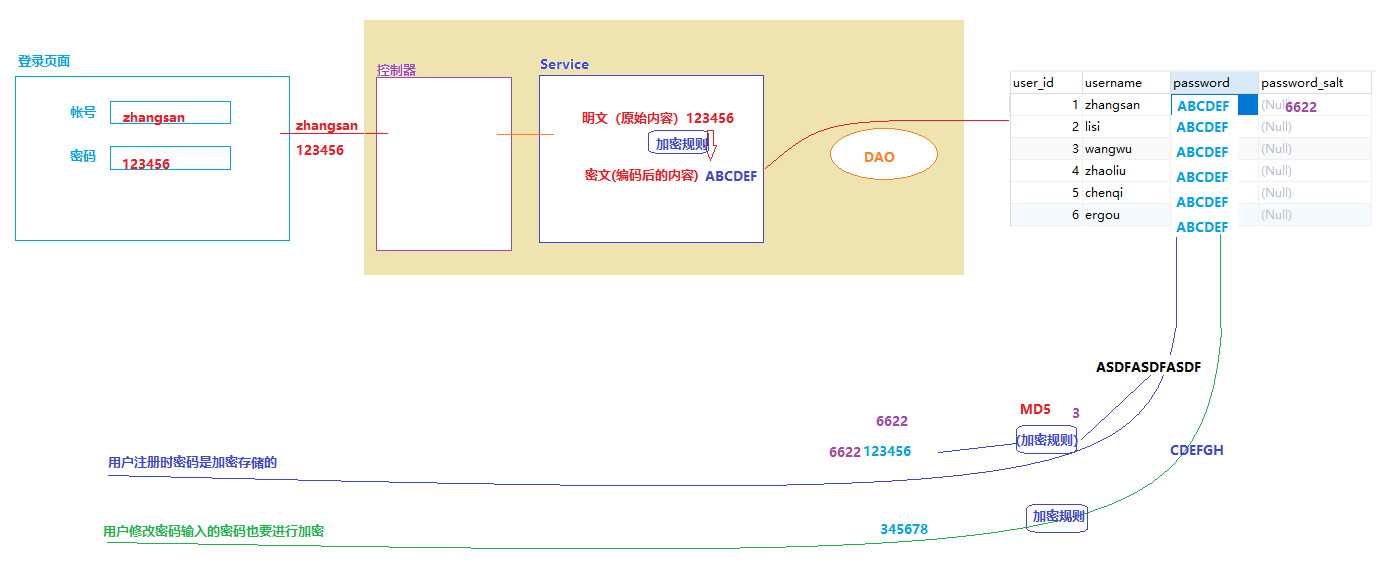 登录页面
帐号 zhangsan
密码 123456
zhangsan
123456
控制器
Service
明文（原始内容）123456
加密规则
密文(编码后的内容) ABCDEF
DAO
user_id username password password_salt
1 zhangsan ABCDEF (Null) 6622
2 lisi ABCDEF (Null)
3 wangwu ABCDEF (Null)
4 zhaoliu ABCDEF (Null)
5 chenqi ABCDEF (Null)
6 ergou ABCDEF (Null)
ASDFASDFASDF
MD5 3
6622
(加密规则)
6622 123456
CDEFGH
用户注册时密码是加密存储的
加密规则
345678
用户修改密码输入的密码也要进行加密